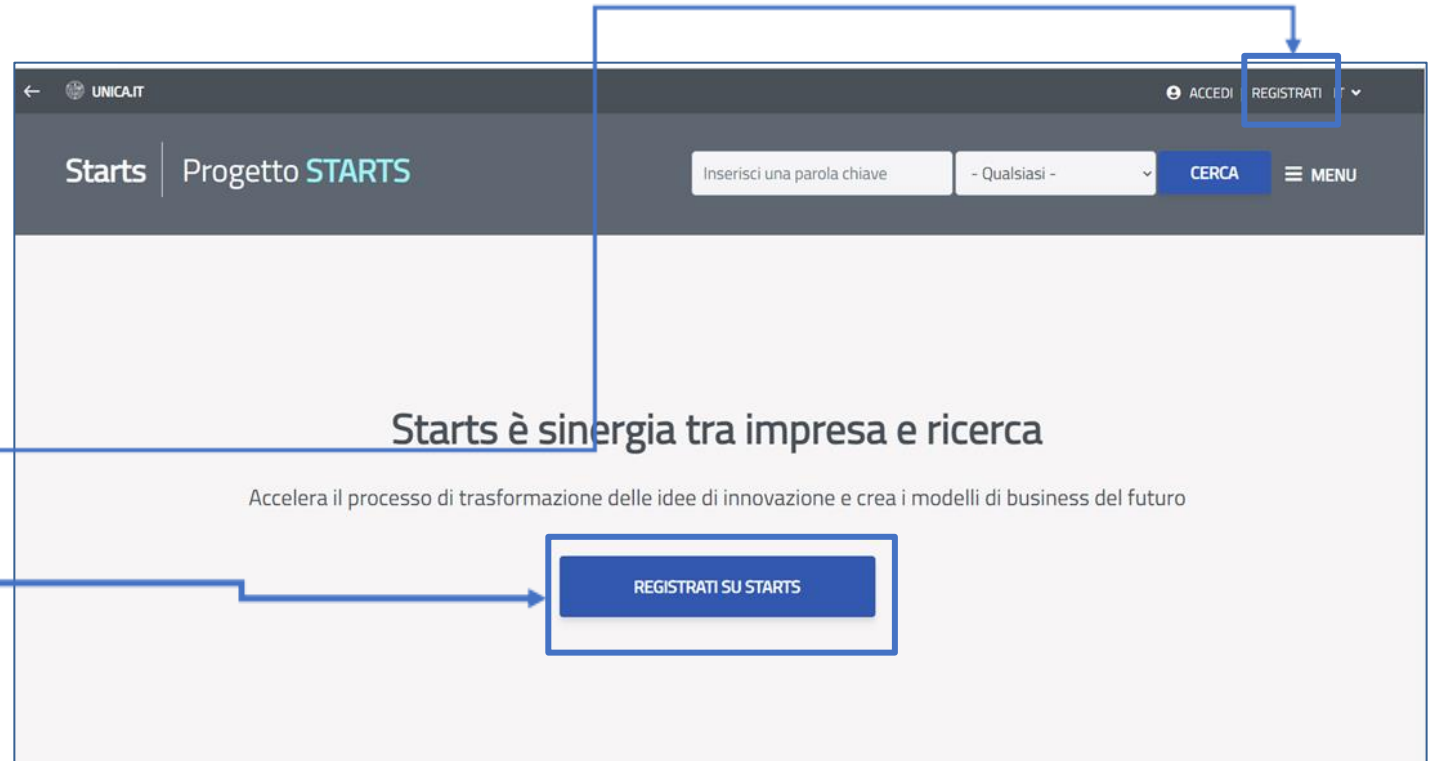 UNICA.IT
ACCEDI | REGISTRATI IT
Starts | Progetto STARTS
Inserisci una parola chiave
- Qualsiasi -
CERCA
MENU
Starts è sinergia tra impresa e ricerca
Accelera il processo di trasformazione delle idee di innovazione e crea i modelli di business del futuro
REGISTRATI SU STARTS